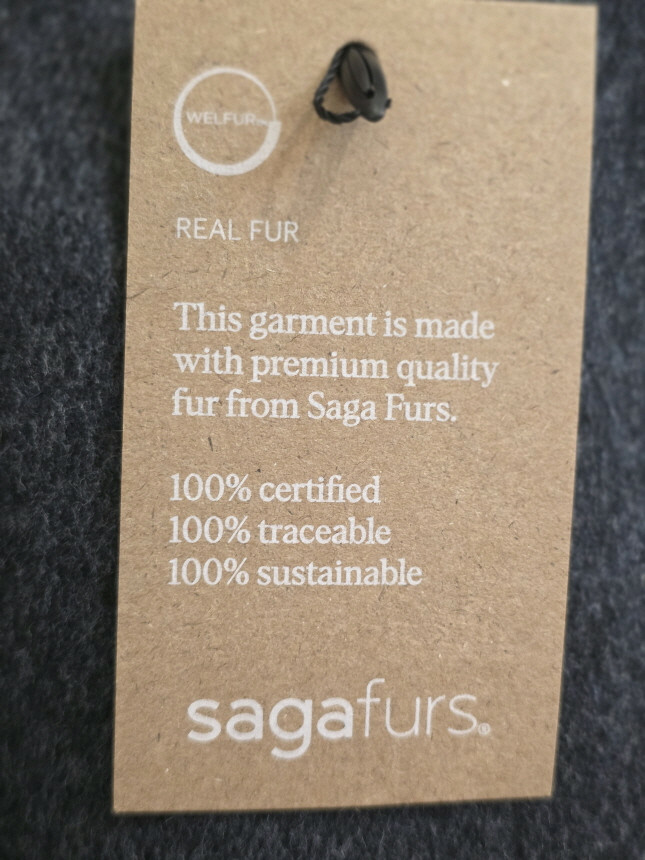 WELFUR
REAL FUR
This garment is made
with premium quality
fur from Saga Furs.
100% certified
100% traceable
100% sustainable
sagafurs®